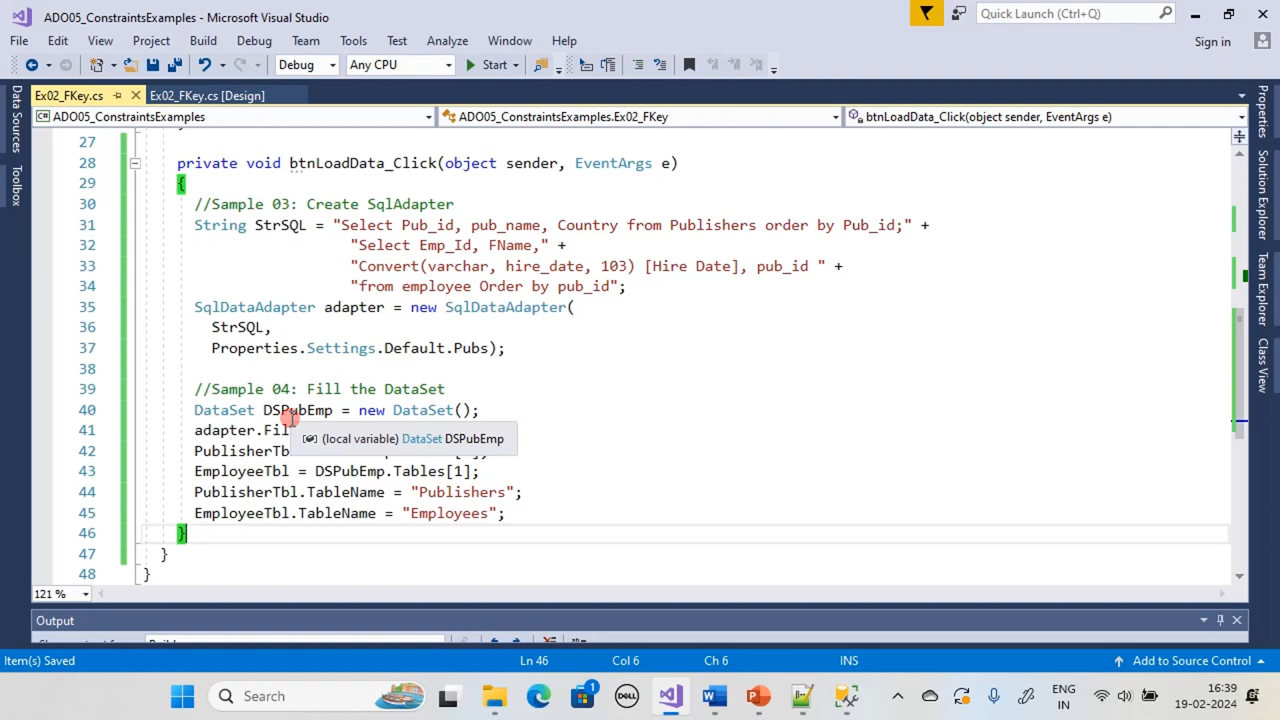 ADO05_ConstraintsExamples - Microsoft Visual Studio
Quick Launch (Ctrl+Q)
File Edit View Project Build Debug Team Tools Test Analyze Window Help
Sign in
Debug Any CPU Start
Ex02_FKey.cs Ex02_FKey.cs [Design]
ADO05_ConstraintsExamples ADO05_ConstraintsExamples.Ex02_FKey btnLoadData_Click(object sender, EventArgs e)
Data Sources
Toolbox
Properties
Solution Explorer
Team Explorer
Class View
27
28 private void btnLoadData_Click(object sender, EventArgs e)
29 {
30 //Sample 03: Create SqlAdapter
31 String StrSQL = "Select Pub_id, pub_name, Country from Publishers order by Pub_id;" +
32 "Select Emp_Id, FName," +
33 "Convert(varchar, hire_date, 103) [Hire Date], pub_id " +
34 "from employee Order by pub_id";
35 SqlDataAdapter adapter = new SqlDataAdapter(
36 StrSQL,
37 Properties.Settings.Default.Pubs);
38
39 //Sample 04: Fill the DataSet
40 DataSet DSPubEmp = new DataSet();
41 adapter.Fil
(local variable) DataSet DSPubEmp
42 PublisherTbl
43 EmployeeTbl = DSPubEmp.Tables[1];
44 PublisherTbl.TableName = "Publishers";
45 EmployeeTbl.TableName = "Employees";
46 }
47 }
48 }
121 %
Output
Item(s) Saved Ln 46 Col 6 Ch 6 INS Add to Source Control
Search
1
DELL
ENG
IN
16:39
19-02-2024